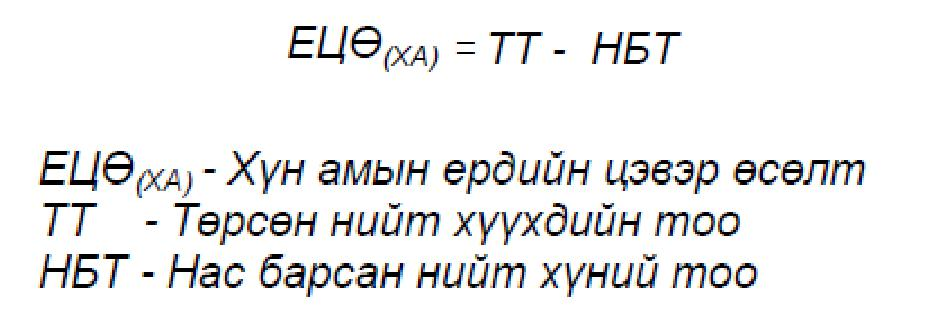 ЕЦӨ(ХА) = ТТ - НБТ
ЕЦӨ(ХА) - Хүн амын ердийн цэвэр өсөлт
ТТ - Төрсөн нийт хүүхдийн тоо
НБТ - Нас барсан нийт хүний тоо